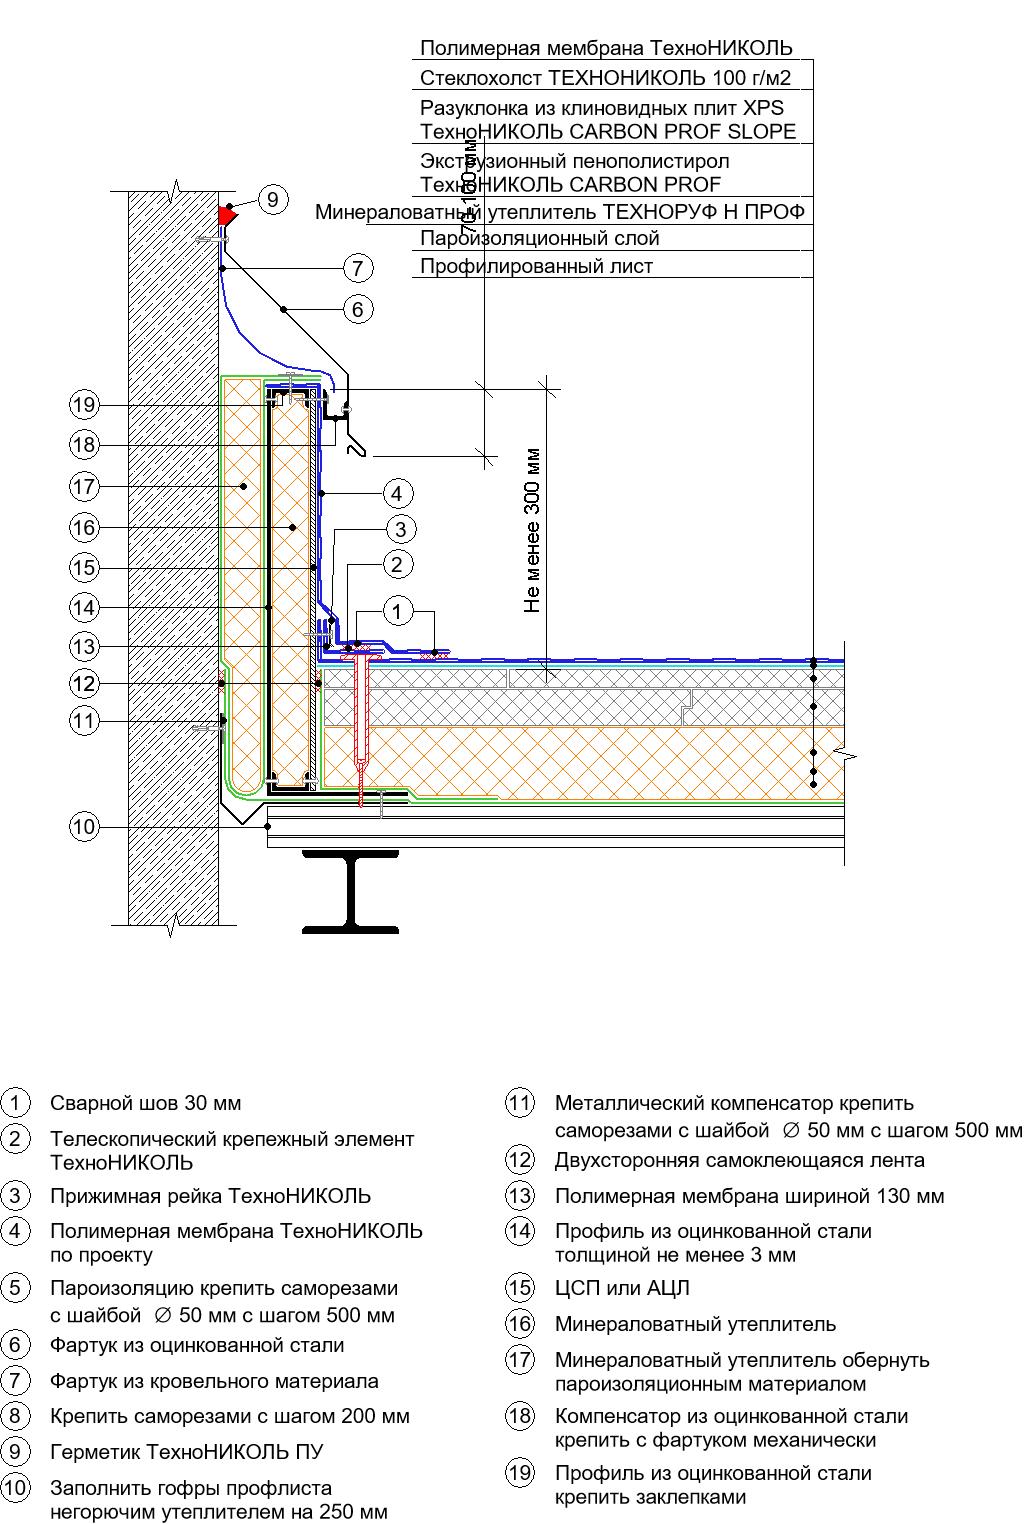 Полимерная мембрана ТехноНИКОЛЬ
Стеклохолст ТЕХНОНИКОЛЬ 100 г/м2
Разуклонка из клиновидных плит XPS
ТехноНИКОЛЬ CARBON PROF SLOPE
Экструзионный пенополистирол
ТехноНИКОЛЬ CARBON PROF
Минераловатный утеплитель ТЕХНОРУФ Н ПРОФ
Пароизоляционный слой
Профилированный лист
70-100 мм
Не менее 300 мм
9
7
6
19
18
17
4
16
3
15
2
14
1
13
12
11
10
1 Сварной шов 30 мм
2 Телескопический крепежный элемент
ТехноНИКОЛЬ
3 Прижимная рейка ТехноНИКОЛЬ
4 Полимерная мембрана ТехноНИКОЛЬ
по проекту
5 Пароизоляцию крепить саморезами
с шайбой ∅ 50 мм с шагом 500 мм
6 Фартук из оцинкованной стали
7 Фартук из кровельного материала
8 Крепить саморезами с шагом 200 мм
9 Герметик ТехноНИКОЛЬ ПУ
10 Заполнить гофры профлиста
негорючим утеплителем на 250 мм
11 Металлический компенсатор крепить
саморезами с шайбой ∅ 50 мм с шагом 500 мм
12 Двухсторонняя самоклеющаяся лента
13 Полимерная мембрана шириной 130 мм
14 Профиль из оцинкованной стали
толщиной не менее 3 мм
15 ЦСП или АЦЛ
16 Минераловатный утеплитель
17 Минераловатный утеплитель обернуть
пароизоляционным материалом
18 Компенсатор из оцинкованной стали
крепить с фартуком механически
19 Профиль из оцинкованной стали
крепить заклепками